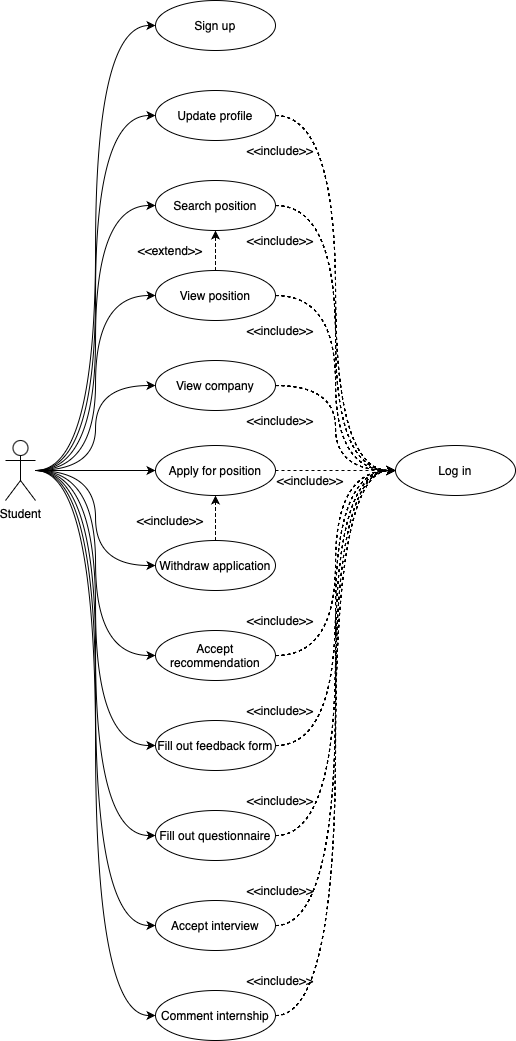 Sign up
Update profile
<<include>>
Search position
<<include>>
<<extend>>
View position
<<include>>
View company
<<include>>
Student
Apply for position
<<include>>
Log in
<<include>>
Withdraw application
<<include>>
Accept
recommendation
<<include>>
Fill out feedback form
<<include>>
Fill out questionnaire
<<include>>
Accept interview
<<include>>
Comment internship